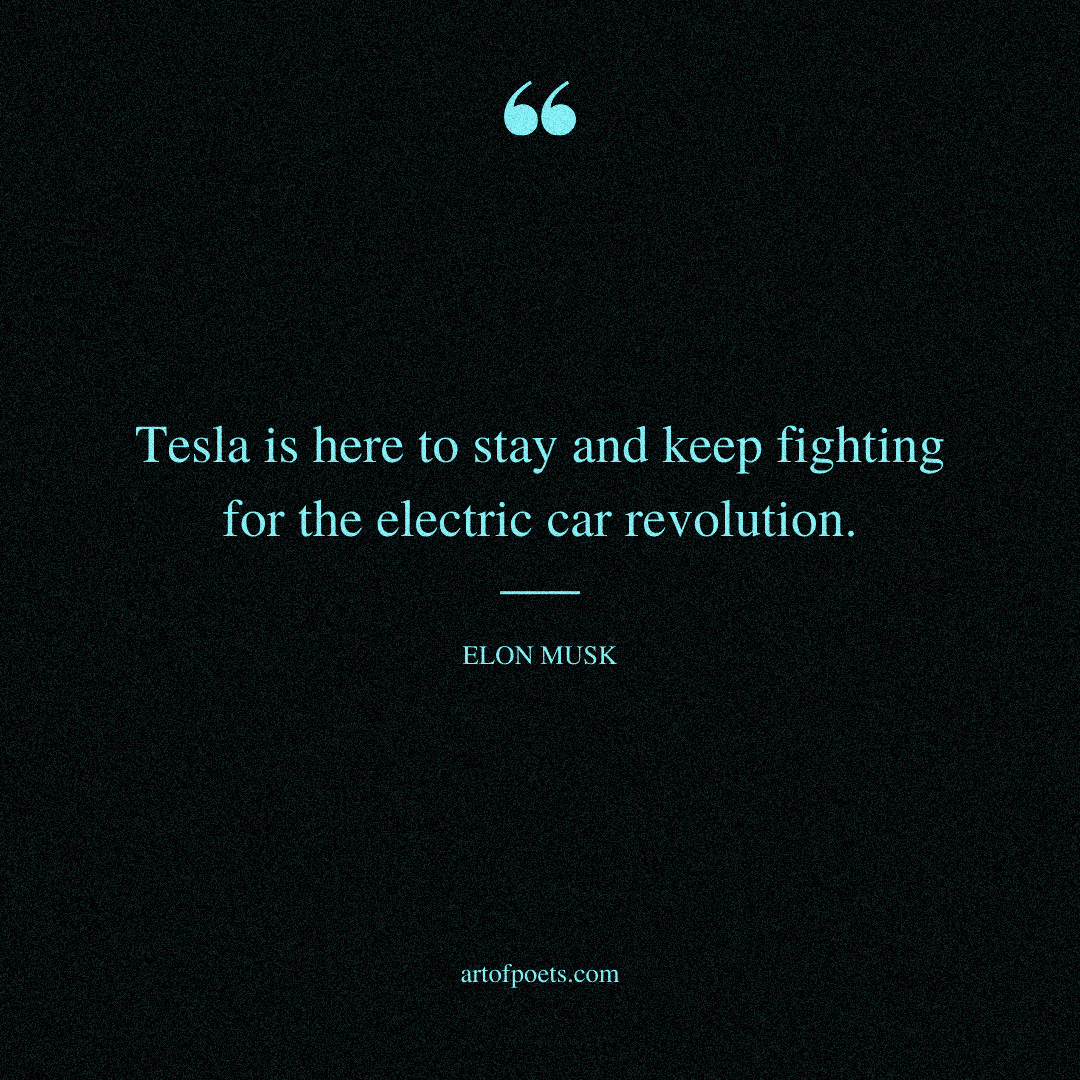 “
Tesla is here to stay and keep fighting
for the electric car revolution.
ELON MUSK
artofpoets.com